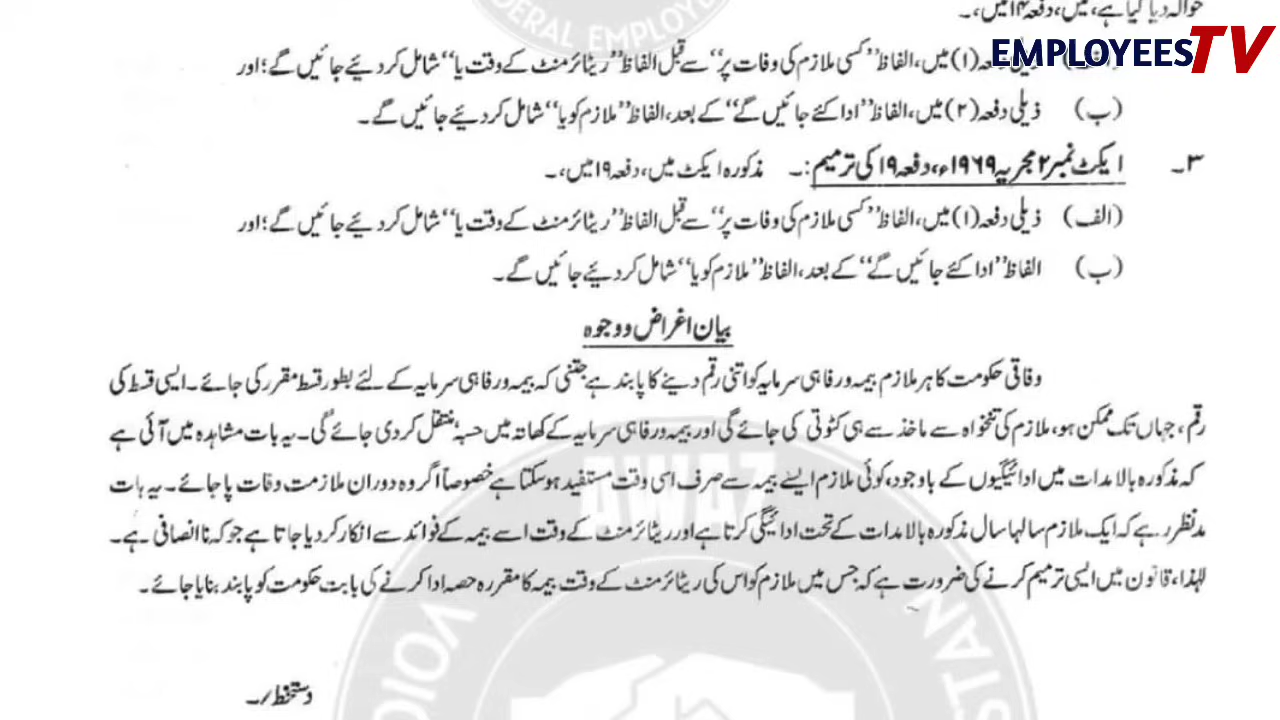 حوالہ دیا گیا ہے، میں، دفعہ ۱۴ میں،۔
EMPLOYEES TV
دفعہ (۱) میں، الفاظ "کسی ملازم کی وفات پر" سے قبل الفاظ "ریٹائرمنٹ کے وقت یا" شامل کر دیئے جائیں گے؛ اور
(ب) ذیلی دفعہ (۲) میں، الفاظ "ادا کئے جائیں گے" کے بعد، الفاظ "ملازم کو یا" شامل کر دیئے جائیں گے۔
۳۔ ایکٹ نمبر ۲ مجریہ ۱۹۶۹ء، دفعہ ۱۹ کی ترمیم:۔ مذکورہ ایکٹ میں، دفعہ ۱۹ میں،۔
(الف) ذیلی دفعہ (۱) میں، الفاظ "کسی ملازم کی وفات پر" سے قبل الفاظ "ریٹائرمنٹ کے وقت یا" شامل کر دیئے جائیں گے؛ اور
(ب) الفاظ "ادا کئے جائیں گے" کے بعد، الفاظ "ملازم کو یا" شامل کر دیئے جائیں گے۔
بیان اغراض و وجوہ
وفاقی حکومت کا ہر ملازم بیمہ و رفاہی سرمایہ کو اتنی رقم دینے کا پابند ہے جتنی کہ بیمہ و رفاہی سرمایہ کے لئے بطور قسط مقرر کی جائے۔ ایسی قسط کی
رقم، جہاں تک ممکن ہو، ملازم کی تنخواہ سے ماخذ سے ہی کٹوتی کی جائے گی اور بیمہ و رفاہی سرمایہ کے کھاتہ میں حسبہٖ منتقل کر دی جائے گی۔ یہ بات مشاہدہ میں آئی ہے
کہ مذکورہ بالا مدات میں ادائیگیوں کے باوجود، کوئی ملازم ایسے بیمہ سے صرف اسی وقت مستفید ہو سکتا ہے خصوصاً اگر وہ دوران ملازمت وفات پا جائے۔ یہ بات
مدنظر رہے کہ ایک ملازم سالہا سال مذکورہ بالا مدات کے تحت ادائیگی کرتا ہے اور ریٹائرمنٹ کے وقت اسے بیمہ کے فوائد سے انکار کر دیا جاتا ہے جو کہ نا انصافی ہے۔
لہٰذا، قانون میں ایسی ترمیم کرنے کی ضرورت ہے کہ جس میں ملازم کو اس کی ریٹائرمنٹ کے وقت بیمہ کا مقررہ حصہ ادا کرنے کی بابت حکومت کو پابند بنایا جائے۔
دستخط/۔